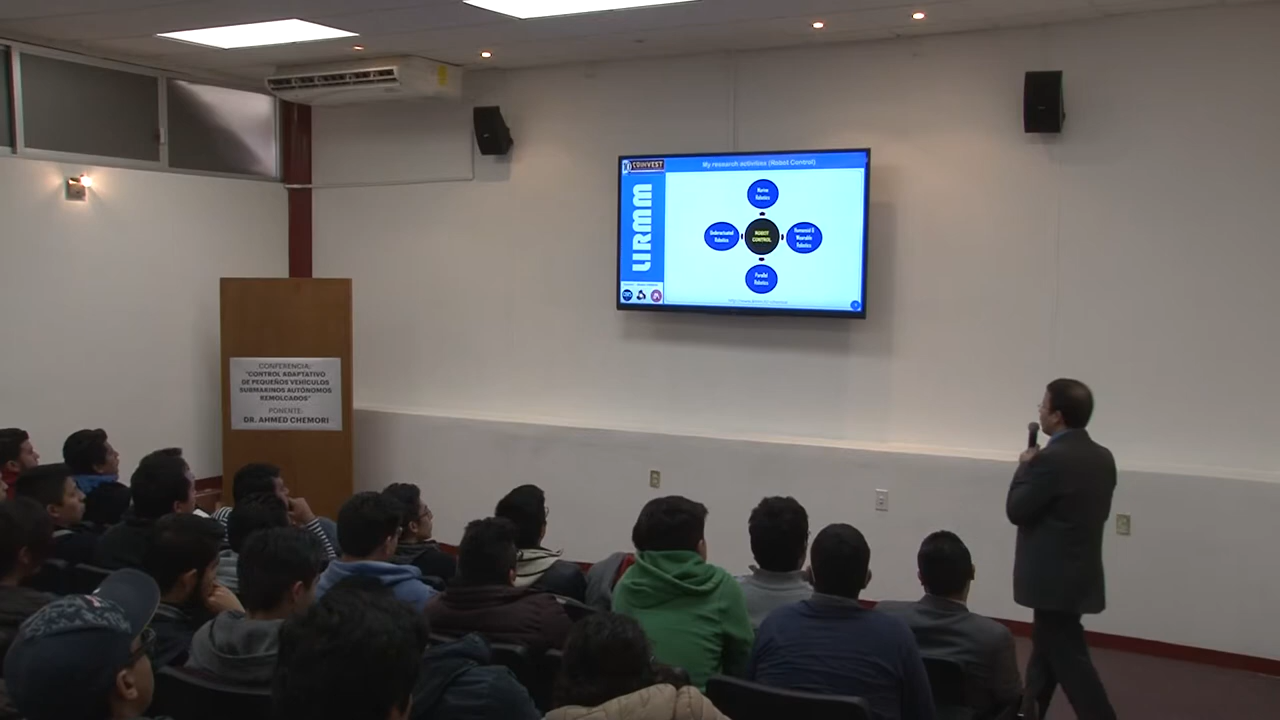 CINVESTAV
My research activities (Robot Control)
LIRMM
Marine
Robotics
Underactuated
Robotics
ROBOT
CONTROL
Humanoid &
Wearable
Robotics
Parallel
Robotics
CONFERENCIA:
"CONTROL ADAPTATIVO
DE PEQUEÑOS VEHÍCULOS
SUBMARINOS AUTÓNOMOS
REMOLCADOS"
PONENTE:
DR. AHMED CHEMORI